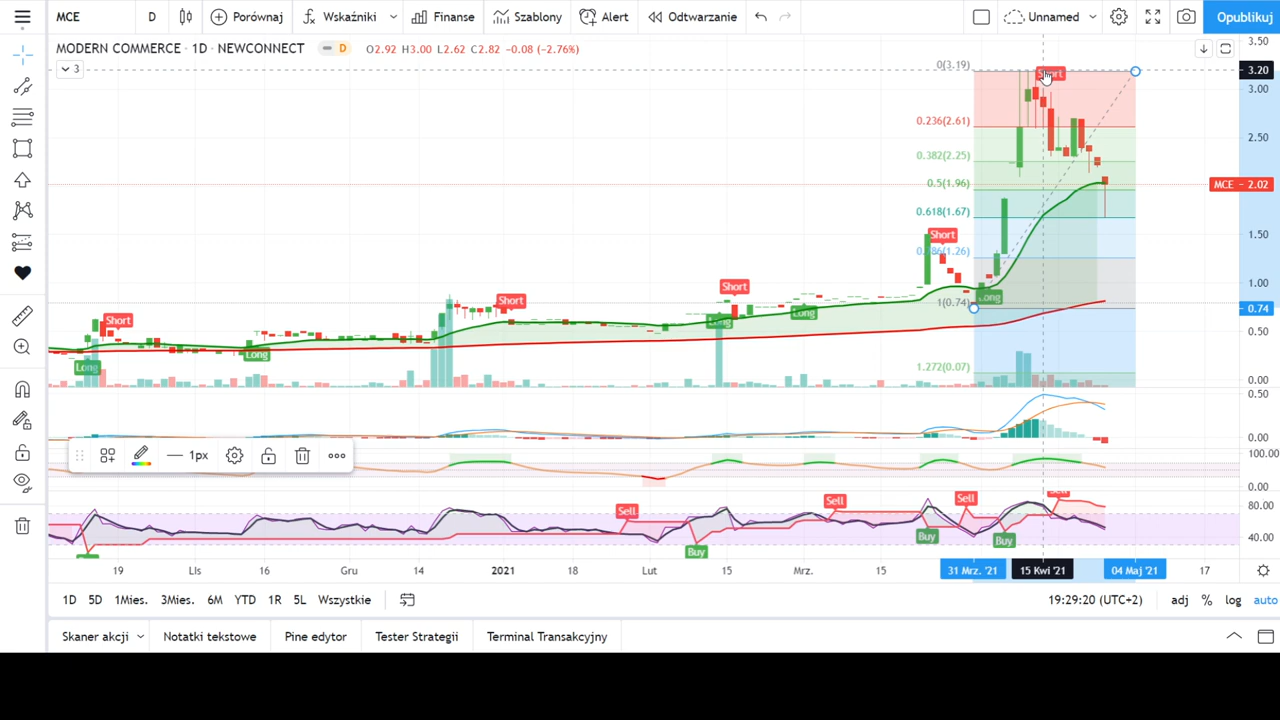 MCE D Porównaj Wskaźniki Finanse Szablony Alert Odtwarzanie Unnamed Opublikuj
MODERN COMMERCE · 1D · NEWCONNECT D O2.92 H3.00 L2.62 C2.82 -0.08 (-2.76%)
3
3.50
3.20
3.00
2.50
MCE - 2.02
1.50
1.00
0.74
0.50
0.00
0(3.19)
0.236(2.61)
0.382(2.25)
0.5(1.96)
0.618(1.67)
0.786(1.26)
1(0.74)
1.272(0.07)
Short
Short
Short
Short
Short
Long
Long
Long
Long
Long
0.50
0.00
1px
100.00
0.00
80.00
40.00
Sell
Sell
Sell
Sell
Buy
Buy
Buy
19 Lis 16 Gru 14 2021 18 Lut 15 Mrz. 15 31 Mrz. '21 15 Kwi '21 04 Maj '21 17
1D 5D 1Mies. 3Mies. 6M YTD 1R 5L Wszystkie 19:29:20 (UTC+2) adj % log auto
Skaner akcji Notatki tekstowe Pine edytor Tester Strategii Terminal Transakcyjny